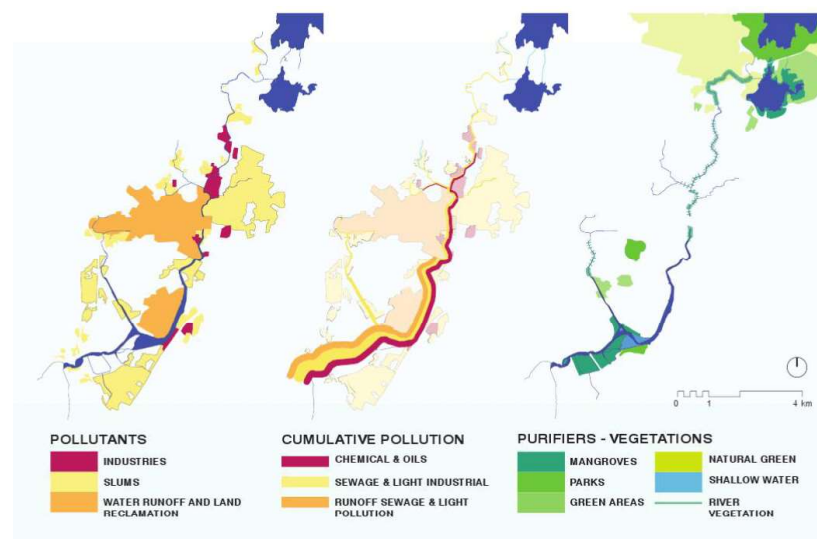 0 1 4 km
POLLUTANTS
INDUSTRIES
SLUMS
WATER RUNOFF AND LAND
RECLAMATION
CUMULATIVE POLLUTION
CHEMICAL & OILS
SEWAGE & LIGHT INDUSTRIAL
RUNOFF SEWAGE & LIGHT
POLLUTION
PURIFIERS - VEGETATIONS
MANGROVES
PARKS
GREEN AREAS
NATURAL GREEN
SHALLOW WATER
RIVER
VEGETATION